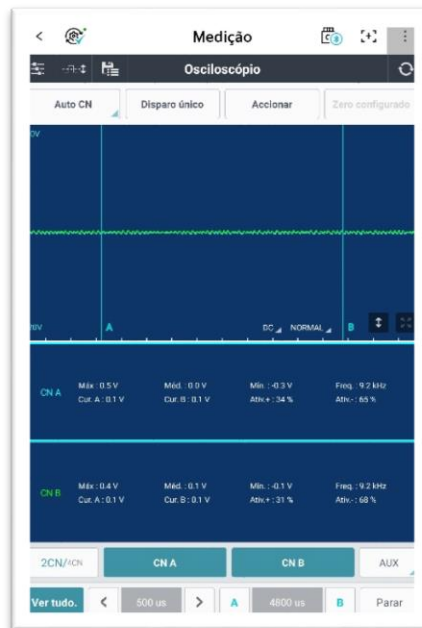 Medição
Osciloscópio
Auto CN
Disparo único
Accionar
Zero configurado
A
DC
NORMAL
B
CN A
Máx : 0.5 V
Méd. : 0.0 V
Mín. : -0.3 V
Freq. : 9.2 kHz
Cur. A : 0.1 V
Cur. B : 0.1 V
Ativ.+ : 34 %
Ativ.- : 65 %
CN B
Máx : 0.4 V
Méd. : 0.1 V
Mín. : -0.1 V
Freq. : 9.2 kHz
Cur. A : 0.1 V
Cur. B : 0.1 V
Ativ.+ : 31 %
Ativ.- : 68 %
2CN/4CN
CN A
CN B
AUX
Ver tudo.
500 us
A
4800 us
B
Parar